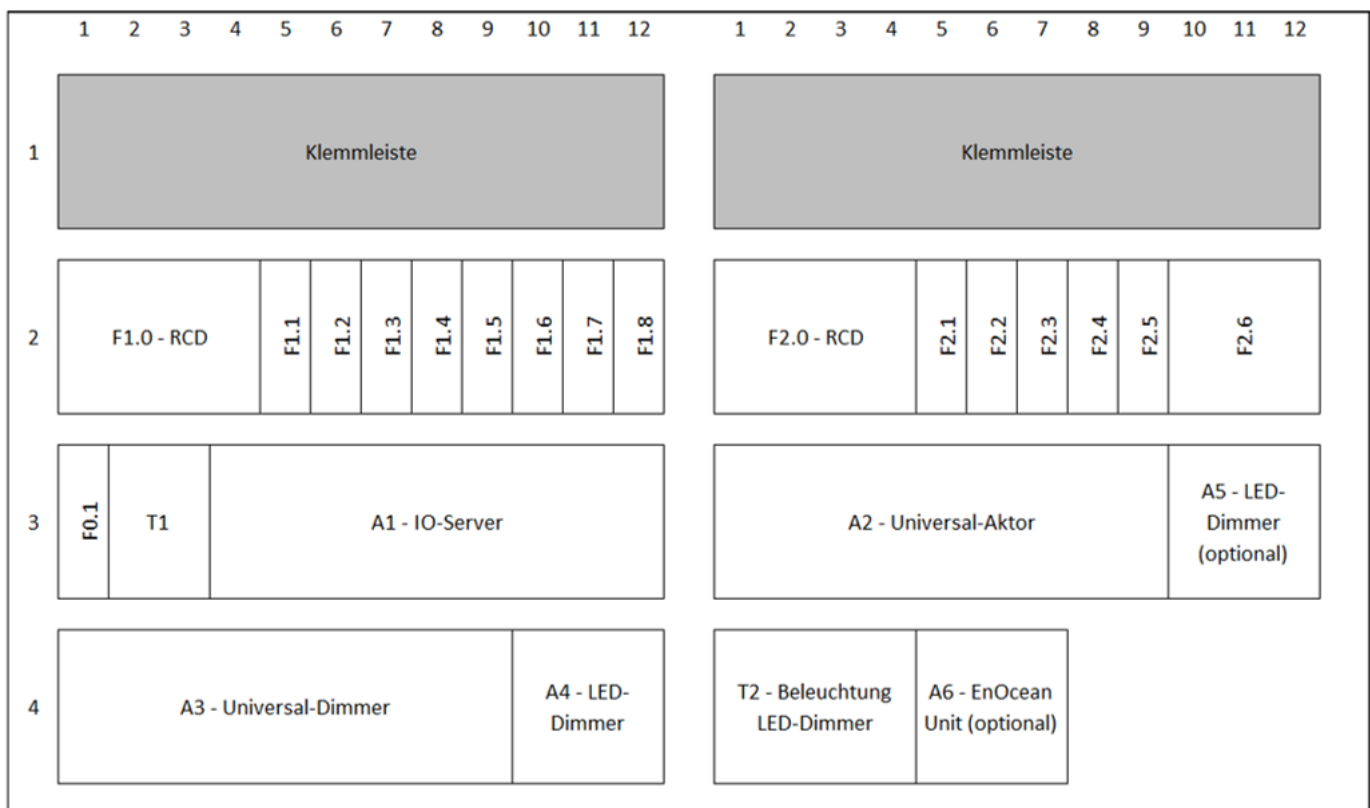 1 2 3 4 5 6 7 8 9 10 11 12 1 2 3 4 5 6 7 8 9 10 11 12
1 Klemmleiste Klemmleiste
2 F1.0 - RCD F1.1 F1.2 F1.3 F1.4 F1.5 F1.6 F1.7 F1.8 F2.0 - RCD F2.1 F2.2 F2.3 F2.4 F2.5 F2.6
3 F0.1 T1 A1 - IO-Server A2 - Universal-Aktor A5 - LED-
Dimmer
(optional)
4 A3 - Universal-Dimmer A4 - LED-
Dimmer
T2 - Beleuchtung
LED-Dimmer
A6 - EnOcean
Unit (optional)